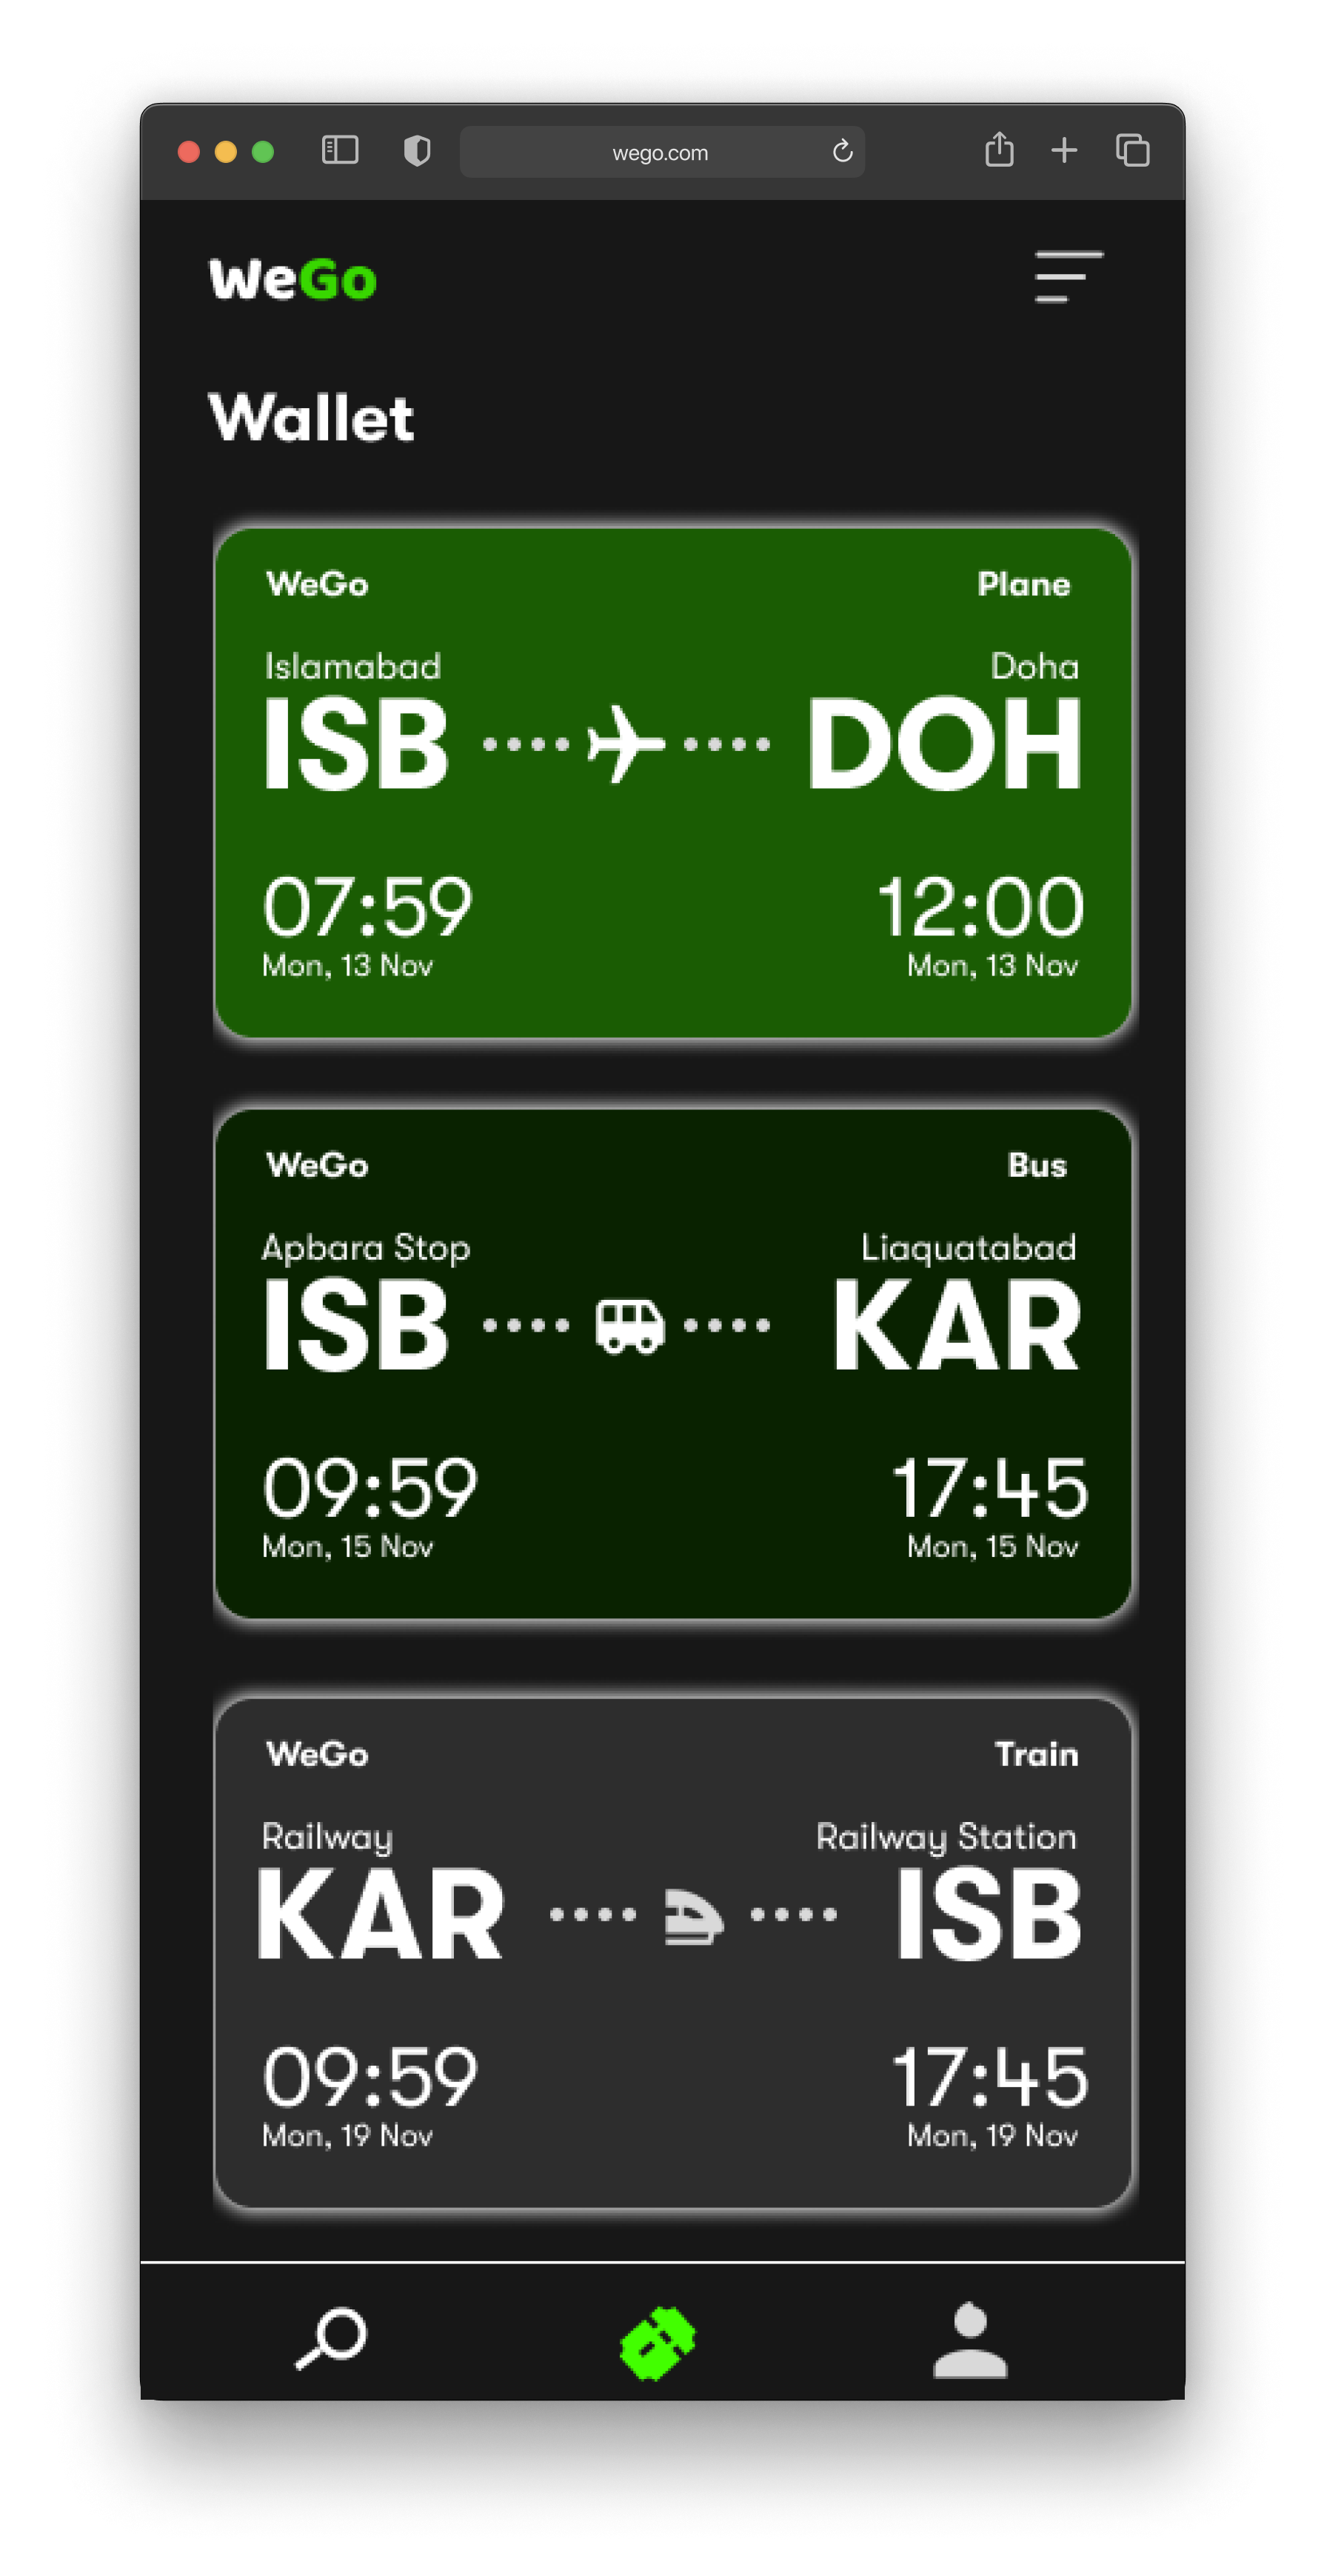 wego.com
WeGo
Wallet
WeGo Plane
Islamabad Doha
ISB DOH
07:59 12:00
Mon, 13 Nov Mon, 13 Nov
WeGo Bus
Apbara Stop Liaquatabad
ISB KAR
09:59 17:45
Mon, 15 Nov Mon, 15 Nov
WeGo Train
Railway Railway Station
KAR ISB
09:59 17:45
Mon, 19 Nov Mon, 19 Nov